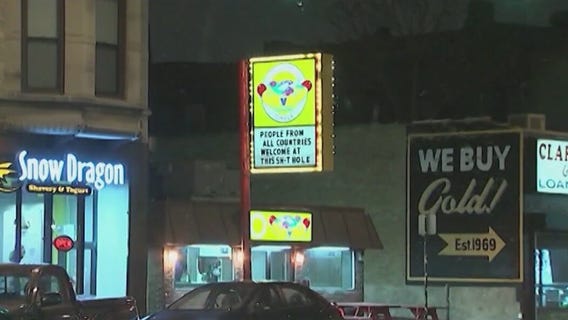 Snow Dragon
Shavery & Yogurt
PEOPLE FROM
ALL COUNTRIES
WELCOME AT
THIS SH-T HOLE
WE BUY
Gold!
Est 1969
CLAR
LOAN